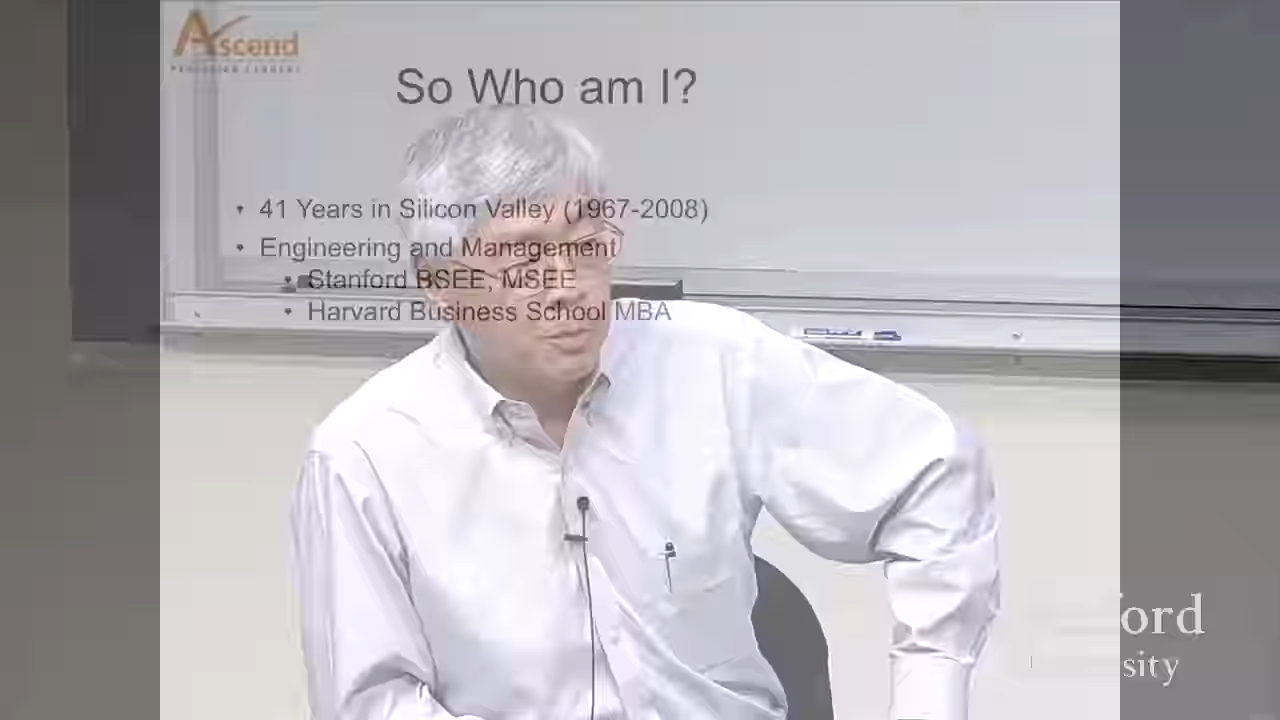 Ascend
So Who am I?
41 Years in Silicon Valley (1967-2008)
Engineering and Management
Stanford BSEE, MSEE
Harvard Business School MBA
ford
sity